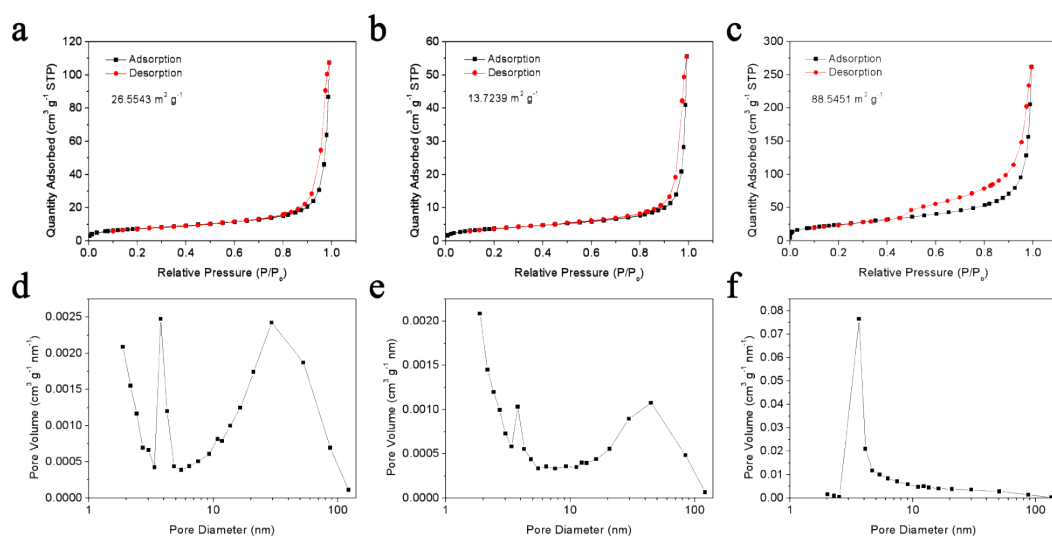 a
120
100
80
60
40
20
0
0.0 0.2 0.4 0.6 0.8 1.0
Quantity Adsorbed (cm³ g⁻¹ STP)
Relative Pressure (P/P₀)
Adsorption
Desorption
26.5543 m² g⁻¹
b
60
50
40
30
20
10
0
0.0 0.2 0.4 0.6 0.8 1.0
Quantity Adsorbed (cm³ g⁻¹ STP)
Relative Pressure (P/P₀)
Adsorption
Desorption
13.7239 m² g⁻¹
c
300
250
200
150
100
50
0
0.0 0.2 0.4 0.6 0.8 1.0
Quantity Adsorbed (cm³ g⁻¹ STP)
Relative Pressure (P/P₀)
Adsorption
Desorption
88.5451 m² g⁻¹
d
0.0025
0.0020
0.0015
0.0010
0.0005
0.0000
1 10 100
Pore Volume (cm³ g⁻¹ nm⁻¹)
Pore Diameter (nm)
e
0.0020
0.0015
0.0010
0.0005
0.0000
1 10 100
Pore Volume (cm³ g⁻¹ nm)
Pore Diameter (nm)
f
0.08
0.07
0.06
0.05
0.04
0.03
0.02
0.01
0.00
1 10 100
Pore Volume (cm³ g⁻¹ nm⁻¹)
Pore Diameter (nm)